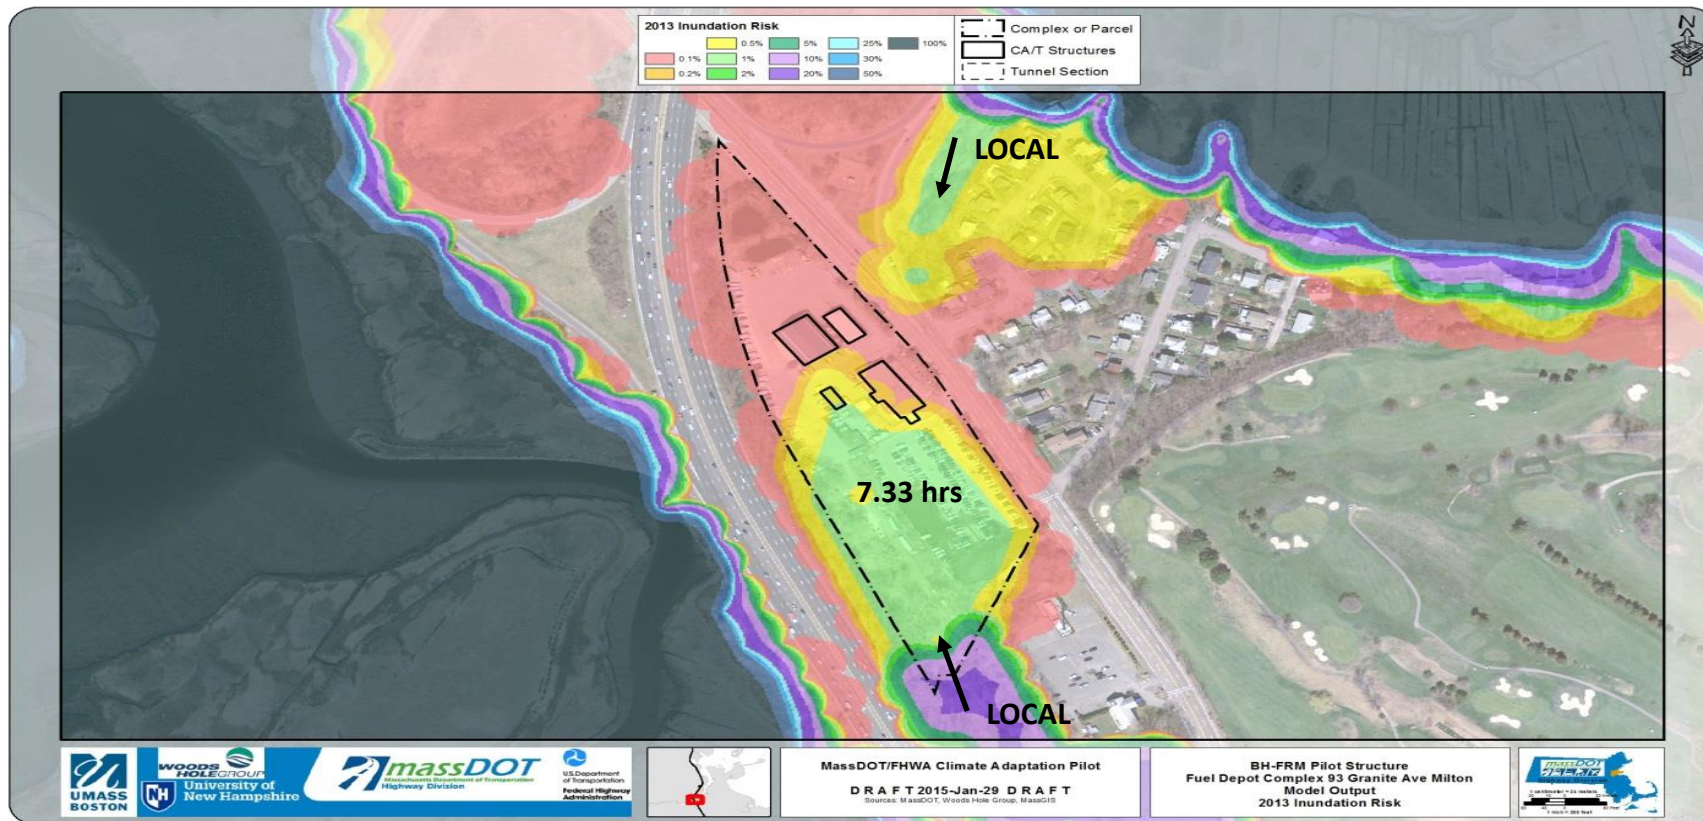 2013 Inundation Risk
0.5% 5% 25% 100%
0.1% 1% 10% 30%
0.2% 2% 20% 50%
Complex or Parcel
CA/T Structures
Tunnel Section
N
LOCAL
7.33 hrs
LOCAL
UMASS
BOSTON
WOODS
HOLE GROUP
NH
University of
New Hampshire
massDOT
Massachusetts Department of Transportation
Highway Division
U.S. Department
of Transportation
Federal Highway
Administration
MassDOT/FHWA Climate Adaptation Pilot
D R A F T 2015-Jan-29 D R A F T
Sources: MassDOT, Woods Hole Group, MassGIS
BH-FRM Pilot Structure
Fuel Depot Complex 93 Granite Ave Milton
Model Output
2013 Inundation Risk
massDOT